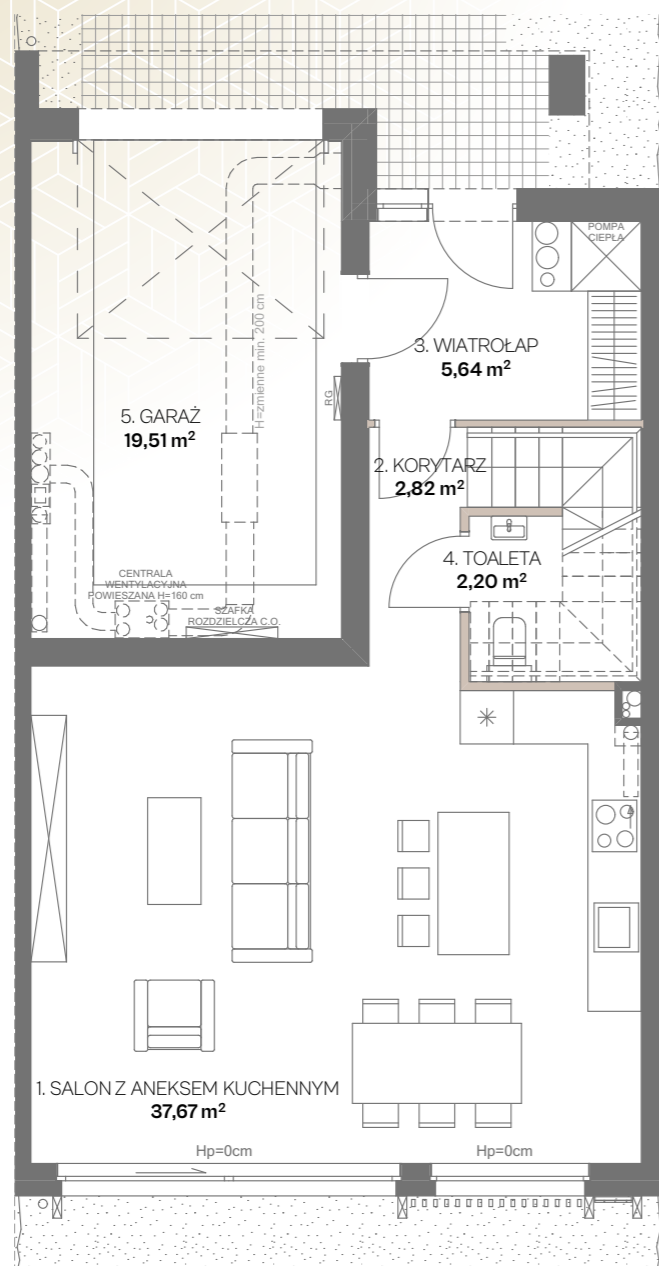 POMPA
CIEPŁA
3. WIATROŁAP
5,64 m²
H=zmienne min. 200 cm
RG
5. GARAŻ
19,51 m²
2. KORYTARZ
2,82 m²
4. TOALETA
2,20 m²
CENTRALA
WENTYLACYJNA
POWIESZANA H=160 cm
SZAFKA
ROZDZIELCZA C.O.
1. SALON Z ANEKSEM KUCHENNYM
37,67 m²
Hp=0cm
Hp=0cm